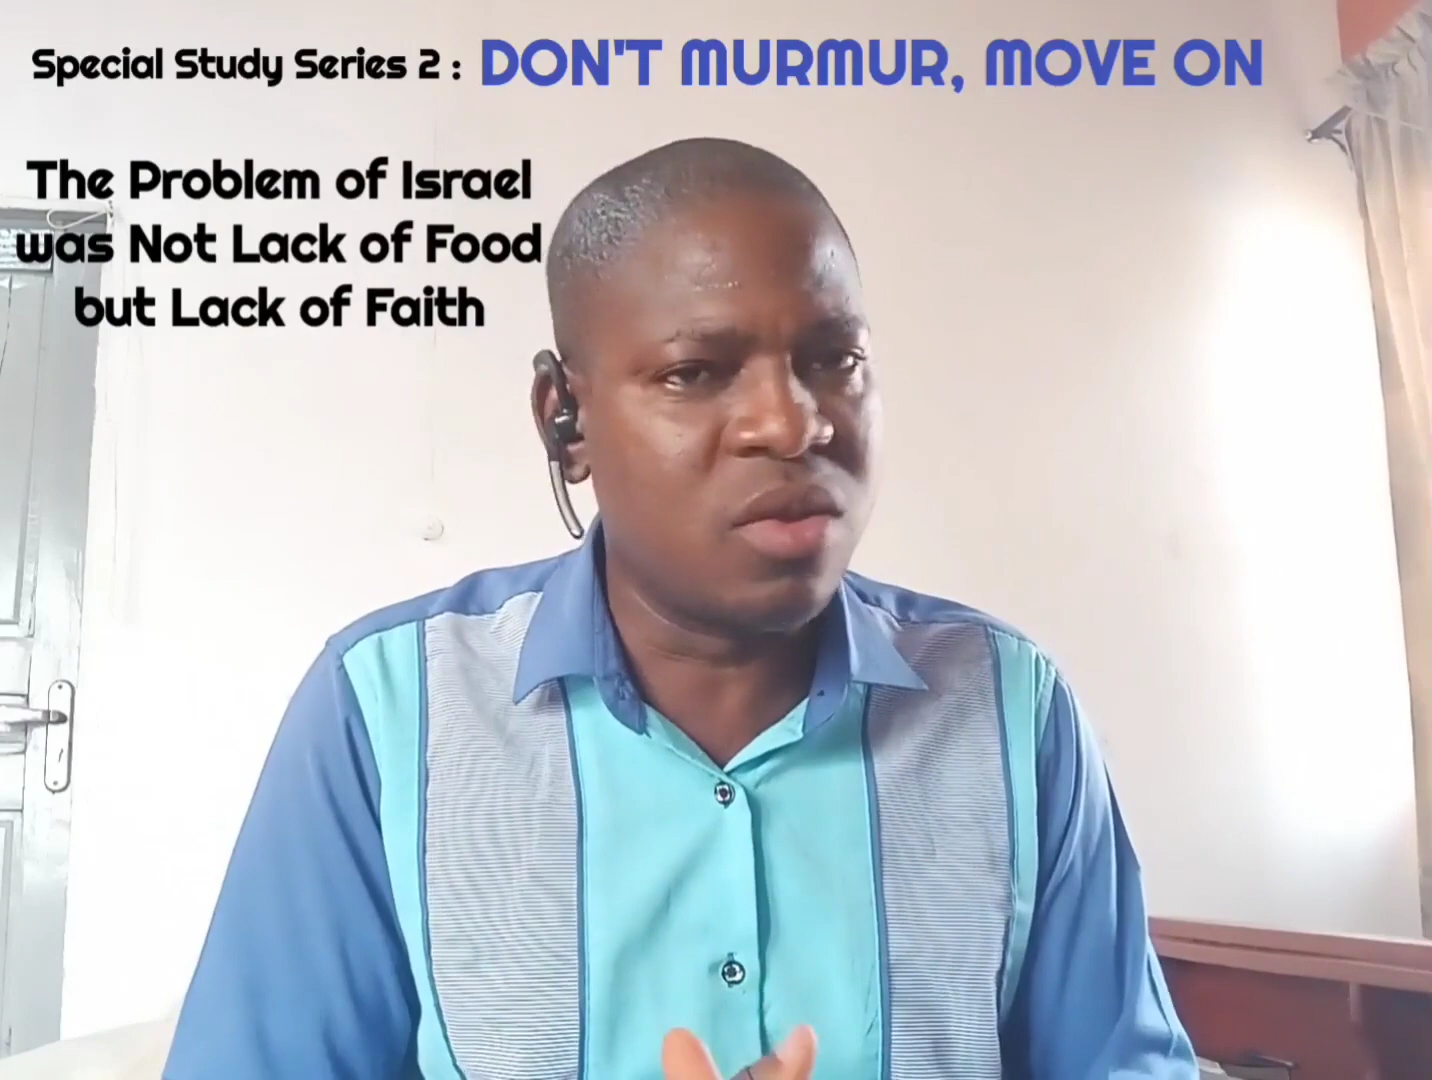 Special Study Series 2 : DON'T MURMUR, MOVE ON
The Problem of Israel
was Not Lack of Food
but Lack of Faith